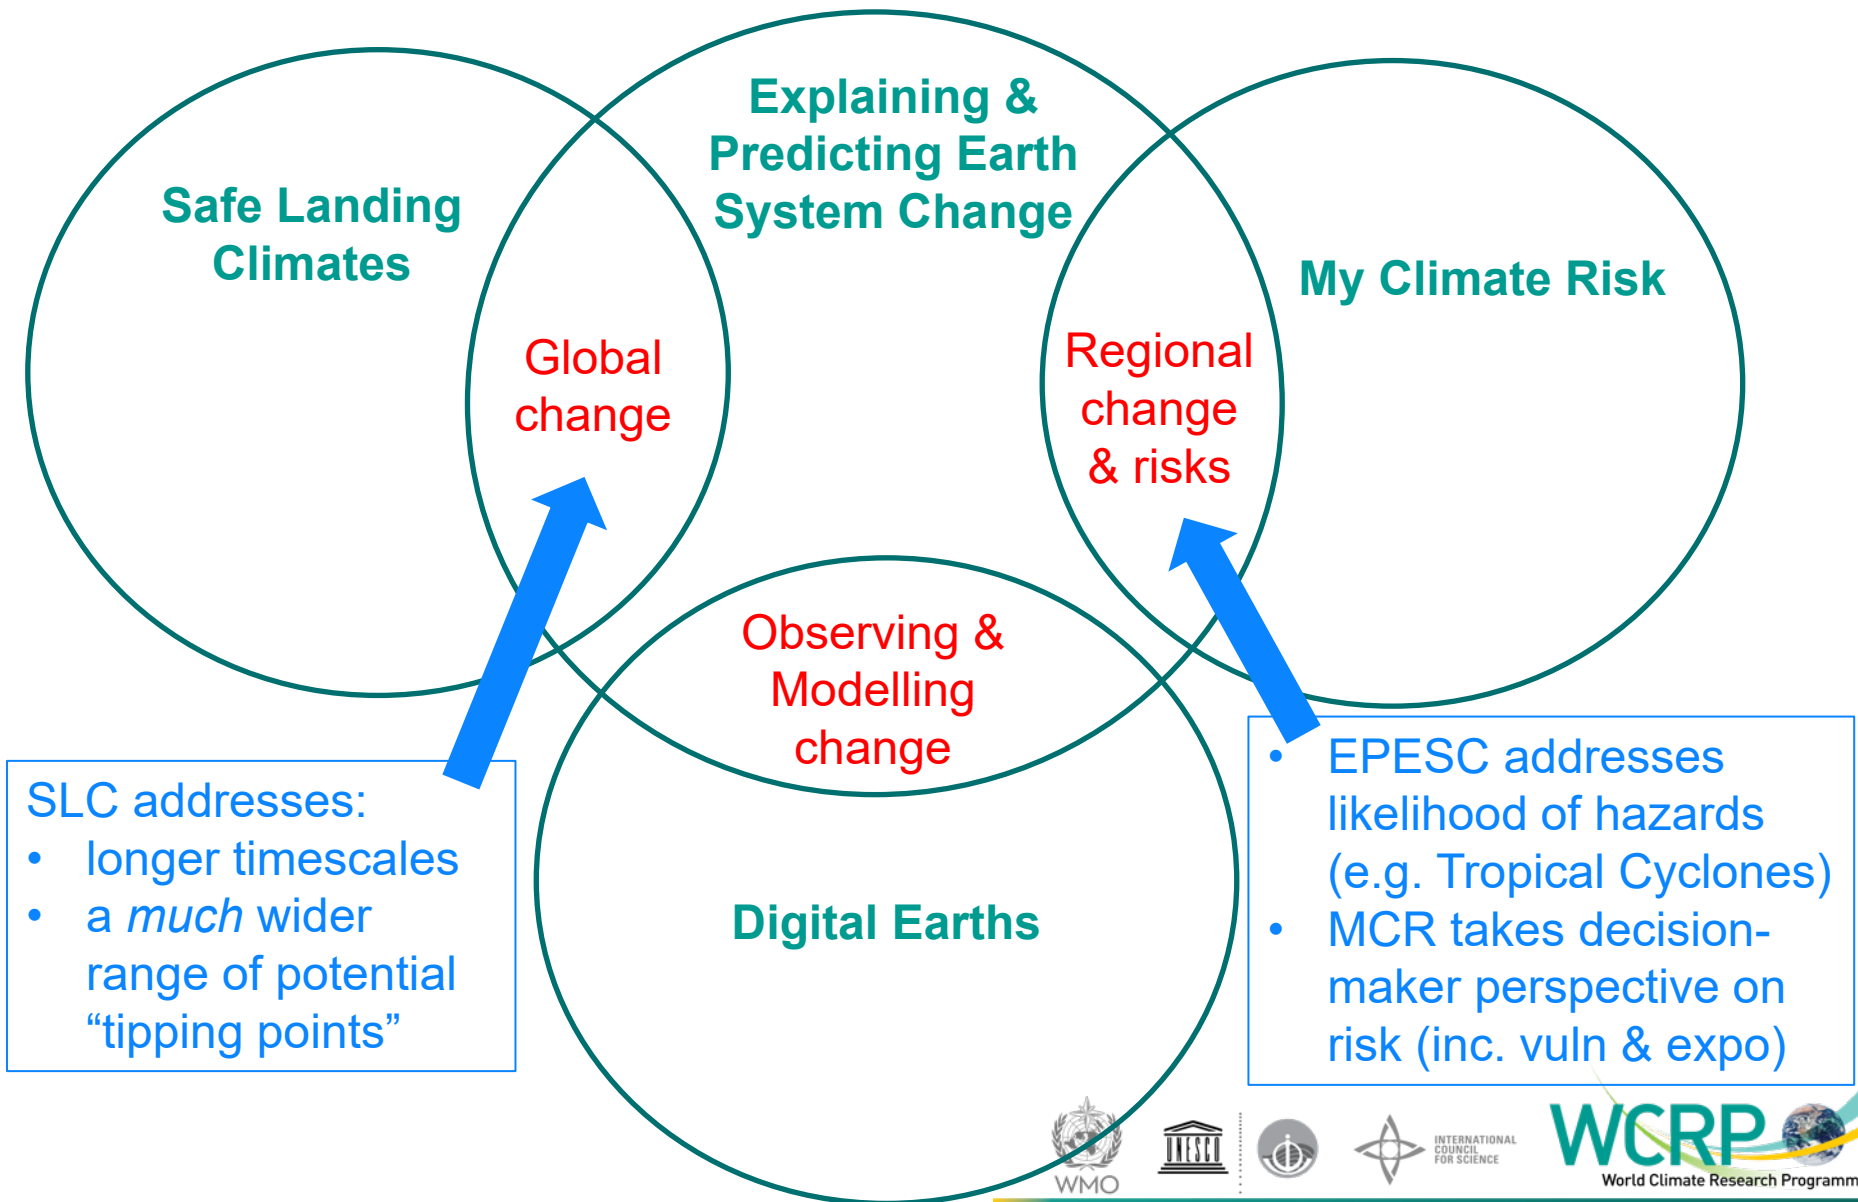 Explaining &
Predicting Earth
System Change
Safe Landing
Climates
My Climate Risk
Global
change
Regional
change
& risks
Observing &
Modelling
change
Digital Earths
SLC addresses:
• longer timescales
• a much wider
range of potential
“tipping points”
• EPESC addresses
likelihood of hazards
(e.g. Tropical Cyclones)
• MCR takes decision-
maker perspective on
risk (inc. vuln & expo)
WMO
UNESCO
INTERNATIONAL
COUNCIL
FOR SCIENCE
WCRP
World Climate Research Programm